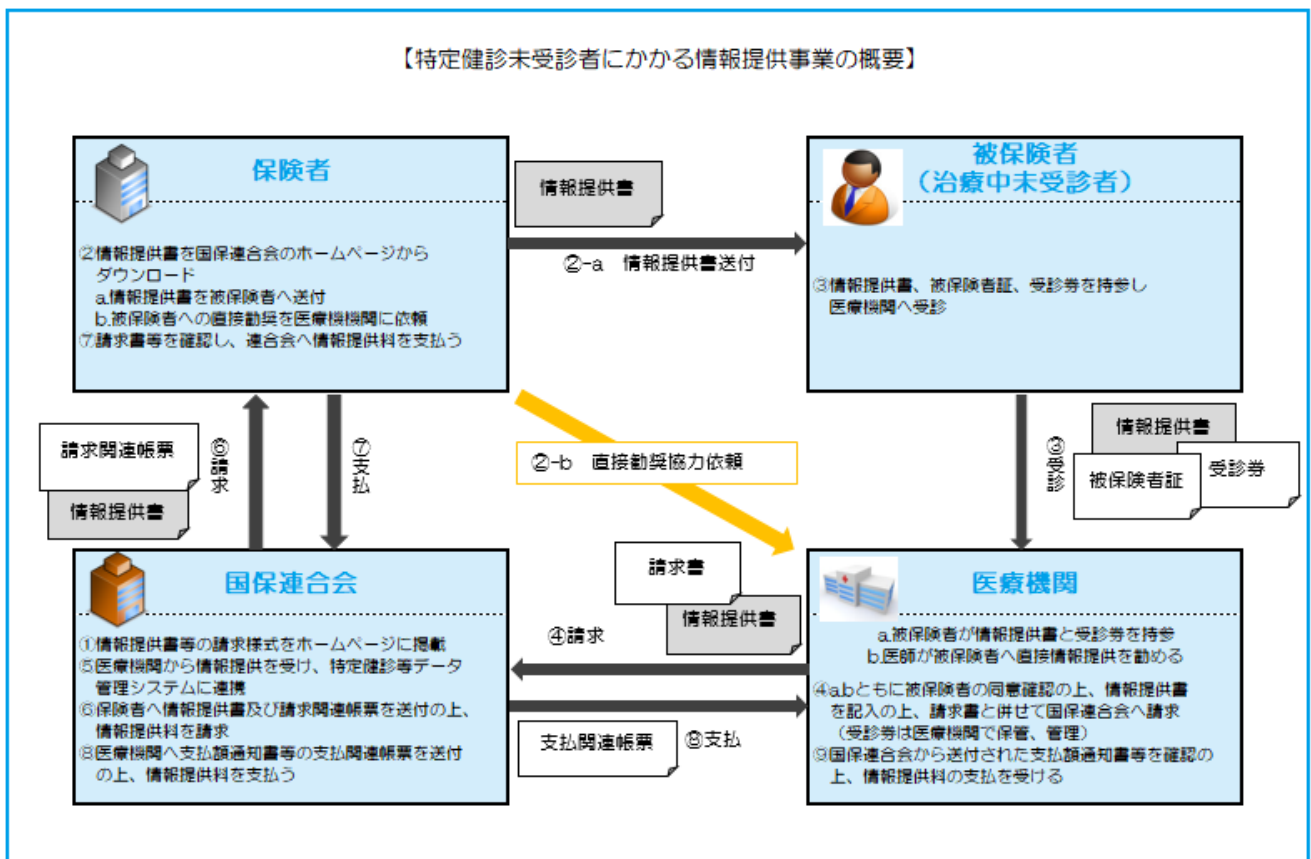 【特定健診未受診者にかかる情報提供事業の概要】
保険者
②情報提供書を国保連合会のホームページから
ダウンロード
a.情報提供書を被保険者へ送付
b.被保険者への直接勧奨を医療機機関に依頼
⑦請求書等を確認し、連合会へ情報提供料を支払う
情報提供書
②-a 情報提供書送付
被保険者
(治療中未受診者)
③情報提供書、被保険者証、受診券を持参し
医療機関へ受診
請求関連帳票
情報提供書
⑥請求
⑦支払
②-b 直接勧奨協力依頼
③受診
情報提供書
被保険者証
受診券
国保連合会
①情報提供書等の請求様式をホームページに掲載
⑤医療機関から情報提供を受け、特定健診等データ
管理システムに連携
⑥保険者へ情報提供書及び請求関連帳票を送付の上、
情報提供料を請求
⑧医療機関へ支払額通知書等の支払関連帳票を送付
の上、情報提供料を支払う
請求書
情報提供書
④請求
支払関連帳票
⑧支払
医療機関
a.被保険者が情報提供書と受診券を持参
b.医師が被保険者へ直接情報提供を勧める
④a.bともに被保険者の同意確認の上、情報提供書
を記入の上、請求書と併せて国保連合会へ請求
(受診券は医療機関で保管、管理)
⑨国保連合会から送付された支払額通知書等を確認の
上、情報提供料の支払を受ける